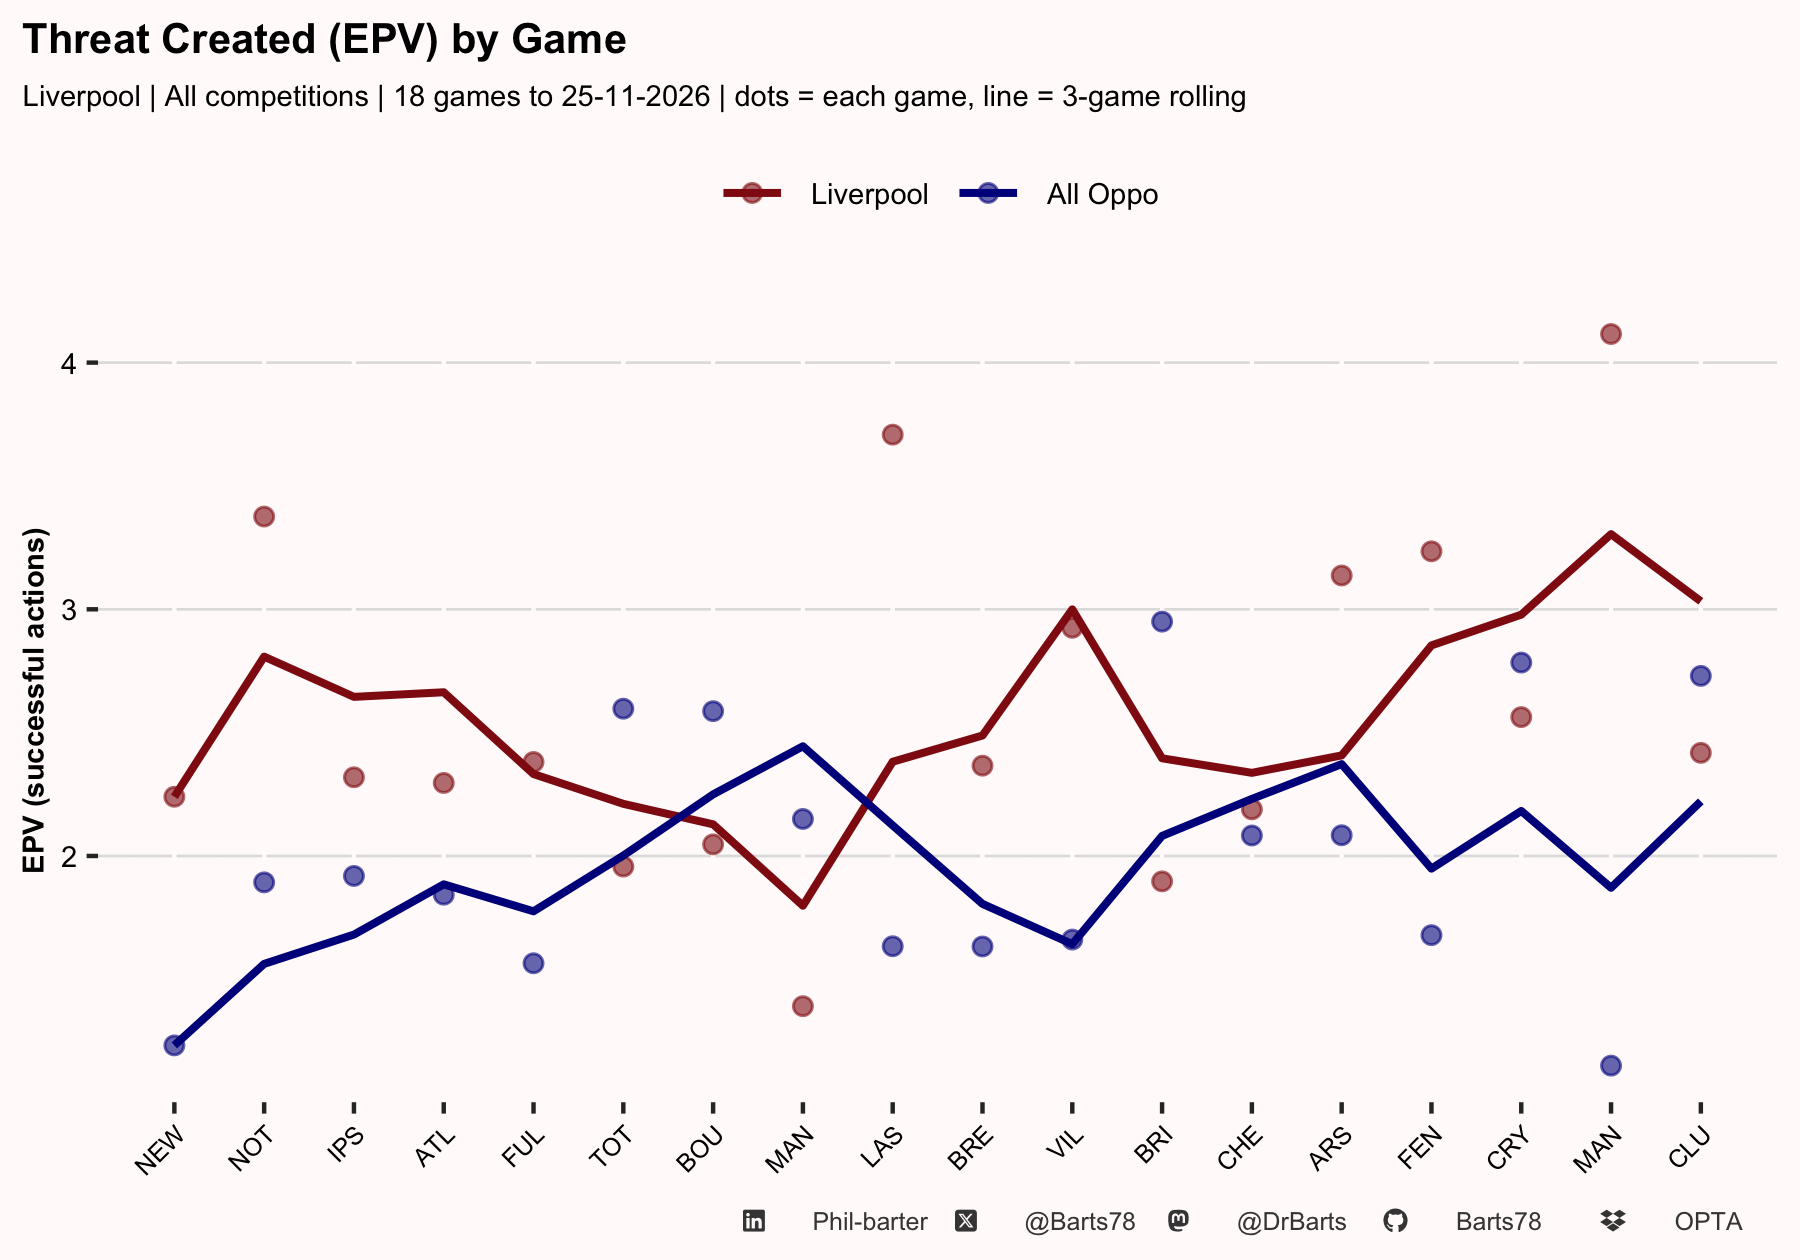 Threat Created (EPV) by Game
Liverpool | All competitions | 18 games to 25-11-2026 | dots = each game, line = 3-game rolling
Liverpool All Oppo
EPV (successful actions)
4
3
2
NEW NOT IPS ATL FUL TOT BOU MAN LAS BRE VIL BRI CHE ARS FEN CRY MAN CLU
Phil-barter @Barts78 @DrBarts Barts78 OPTA